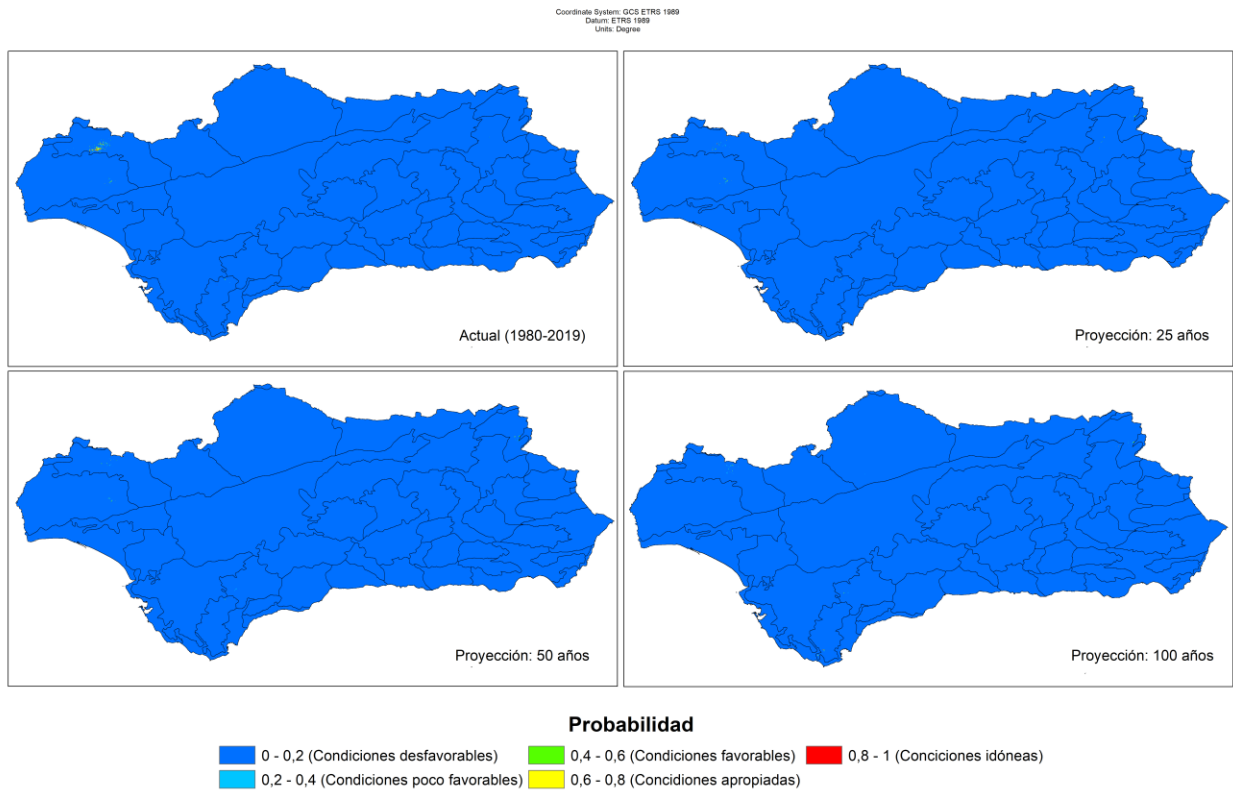 Coordinate System: GCS ETRS 1989
Datum: ETRS 1989
Units: Degree
Actual (1980-2019)
Proyección: 25 años
Proyección: 50 años
Proyección: 100 años
Probabilidad
0 - 0,2 (Condiciones desfavorables)
0,4 - 0,6 (Condiciones favorables)
0,8 - 1 (Conciciones idóneas)
0,2 - 0,4 (Condiciones poco favorables)
0,6 - 0,8 (Concidiones apropiadas)